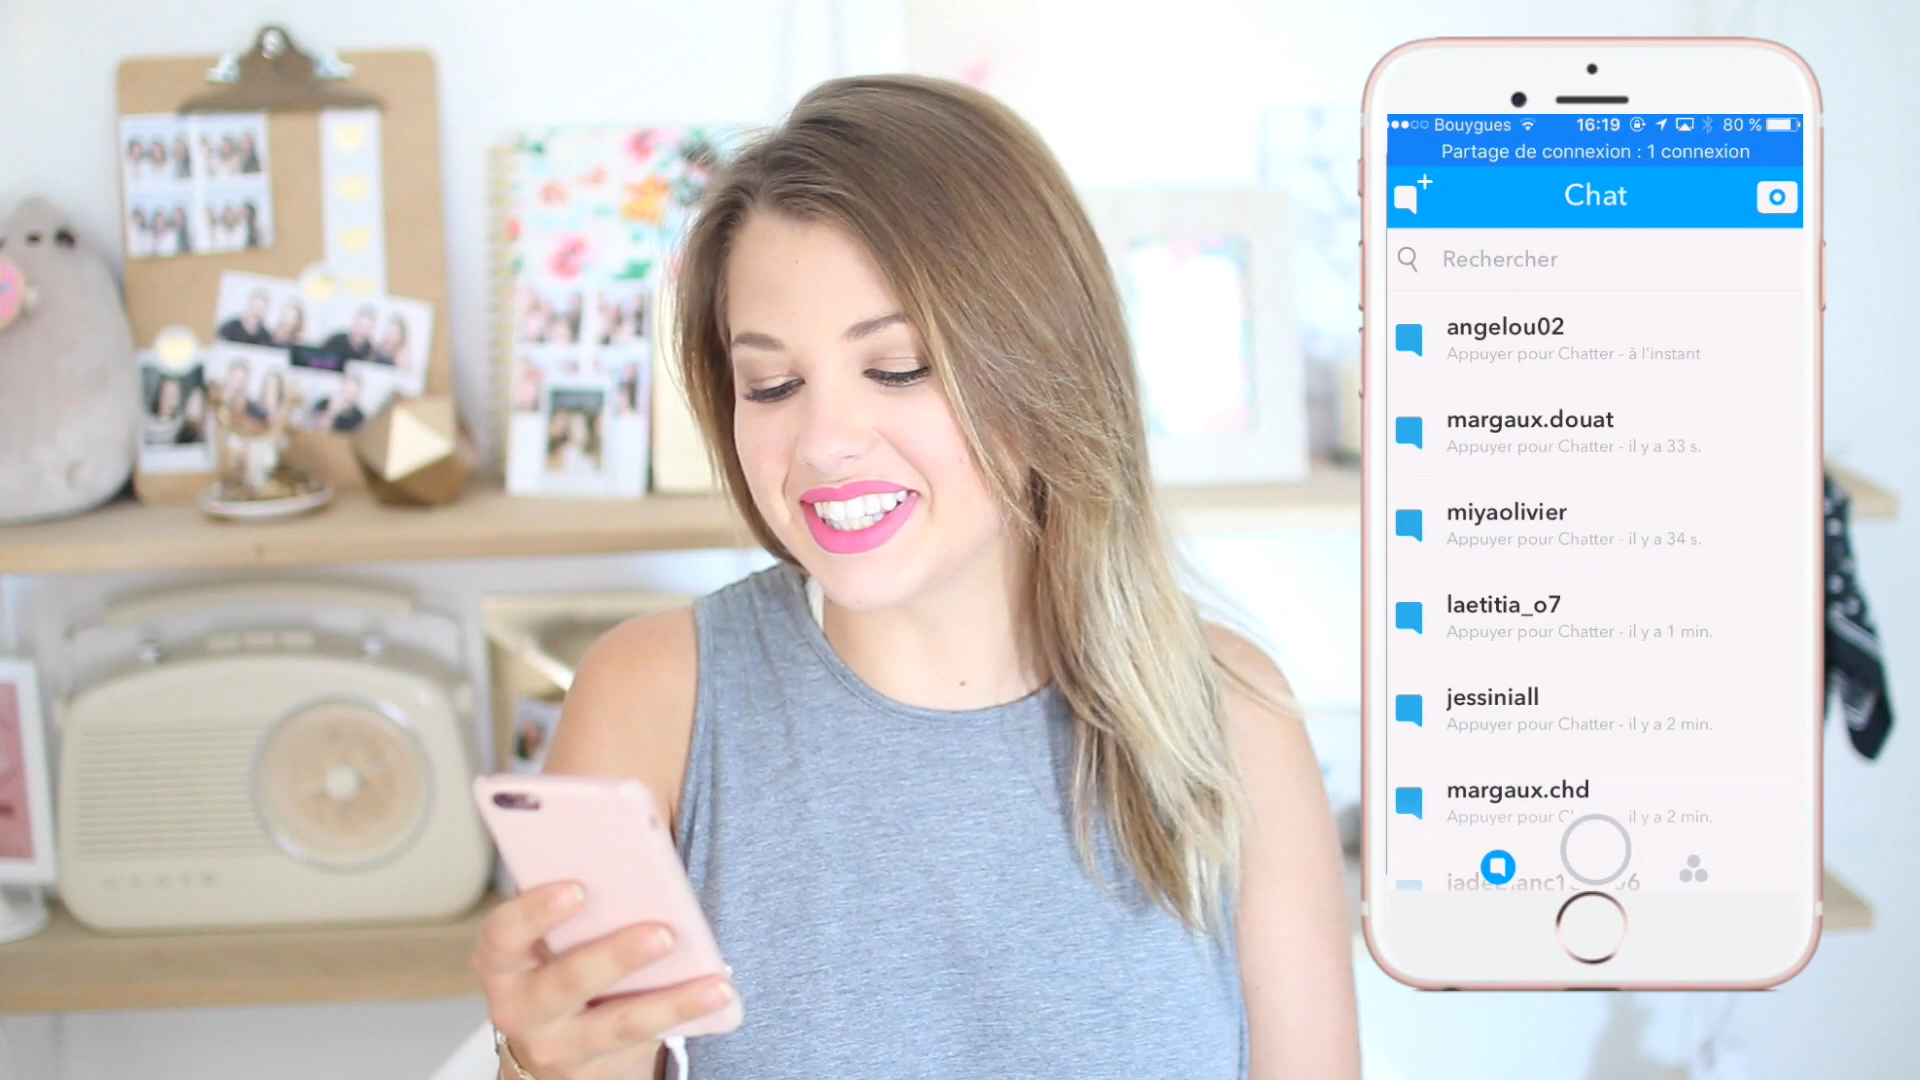 Bouygues 16:19 80 %
Partage de connexion : 1 connexion
Chat
Rechercher
angelou02
Appuyer pour Chatter - à l'instant
margaux.douat
Appuyer pour Chatter - il y a 33 s.
miyaolivier
Appuyer pour Chatter - il y a 34 s.
laetitia_o7
Appuyer pour Chatter - il y a 1 min.
jessiniall
Appuyer pour Chatter - il y a 2 min.
margaux.chd
Appuyer pour C il y a 2 min.